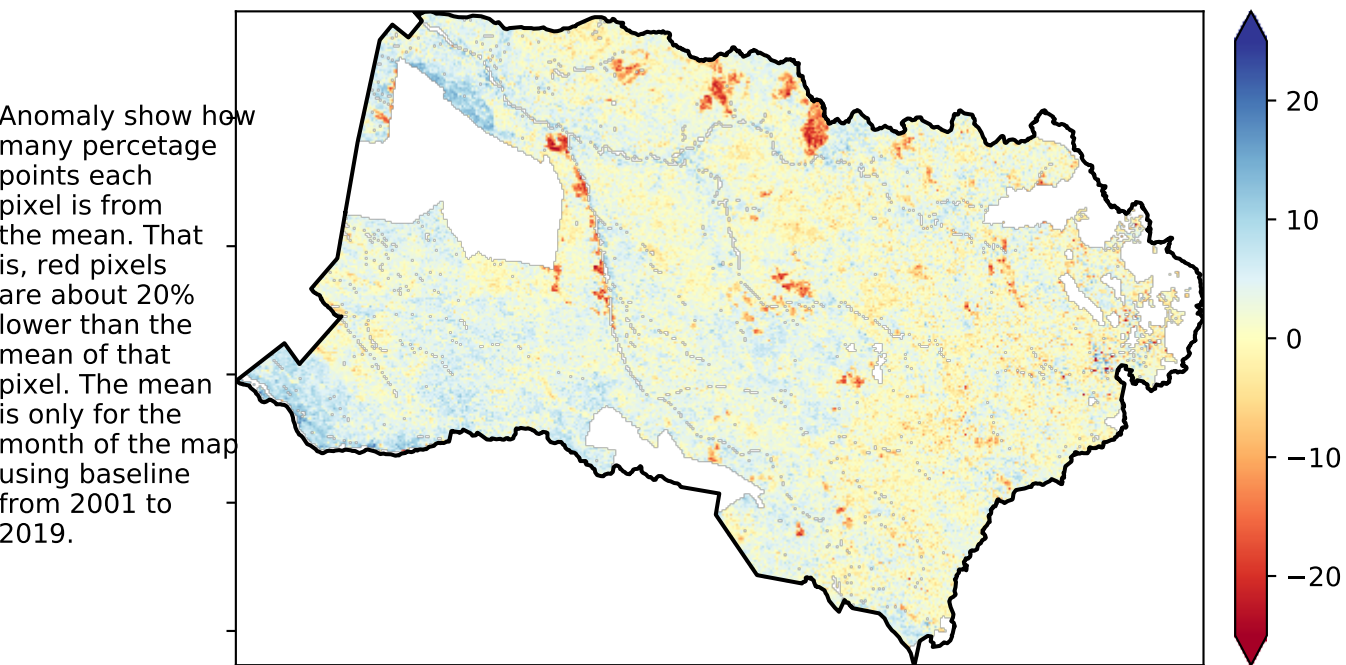 Anomaly show how
many percetage
points each
pixel is from
the mean. That
is, red pixels
are about 20%
lower than the
mean of that
pixel. The mean
is only for the
month of the map
using baseline
from 2001 to
2019.
20
10
0
−10
−20